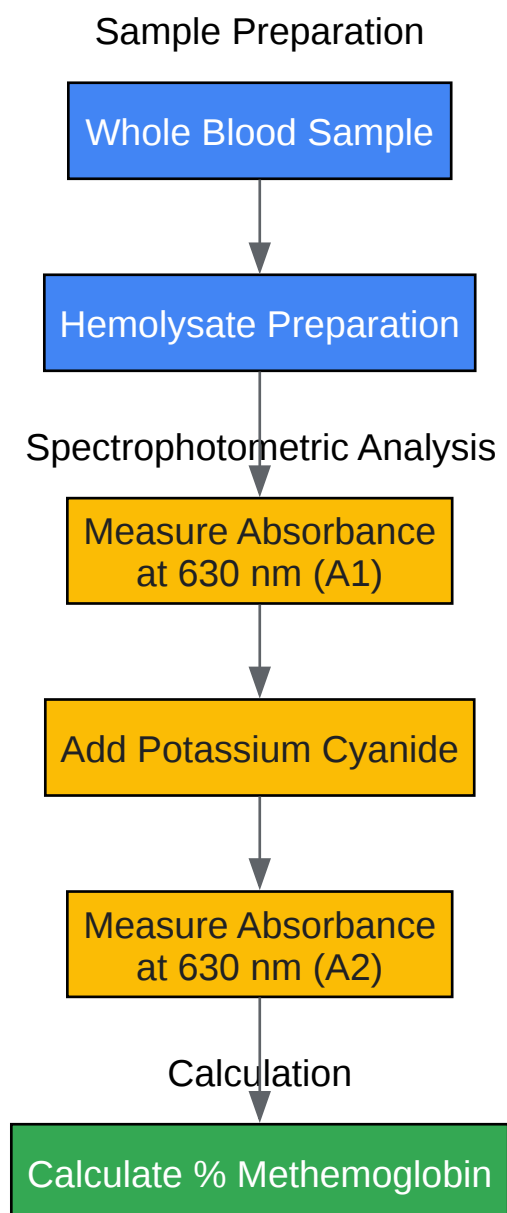 Sample Preparation
Whole Blood Sample
Hemolysate Preparation
Spectrophotometric Analysis
Measure Absorbance
at 630 nm (A1)
Add Potassium Cyanide
Measure Absorbance
at 630 nm (A2)
Calculation
Calculate % Methemoglobin